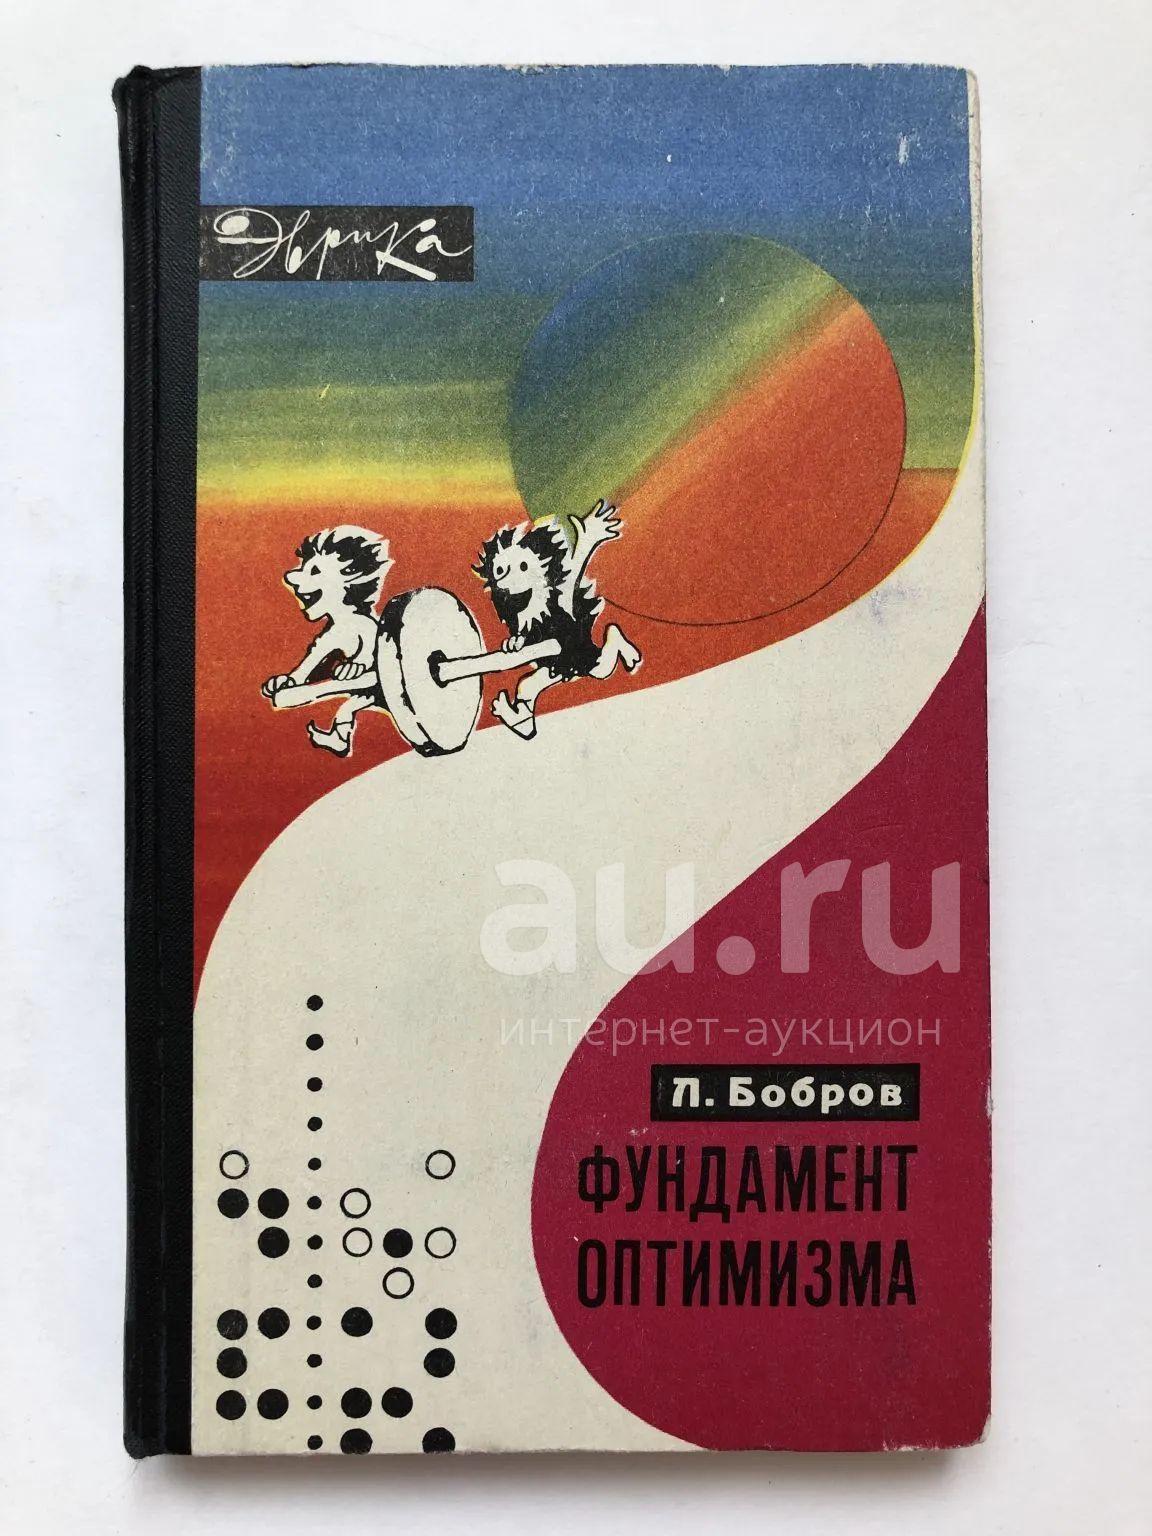 Эврика
au.ru
интернет-аукцион
Л. Бобров
ФУНДАМЕНТ
ОПТИМИЗМА